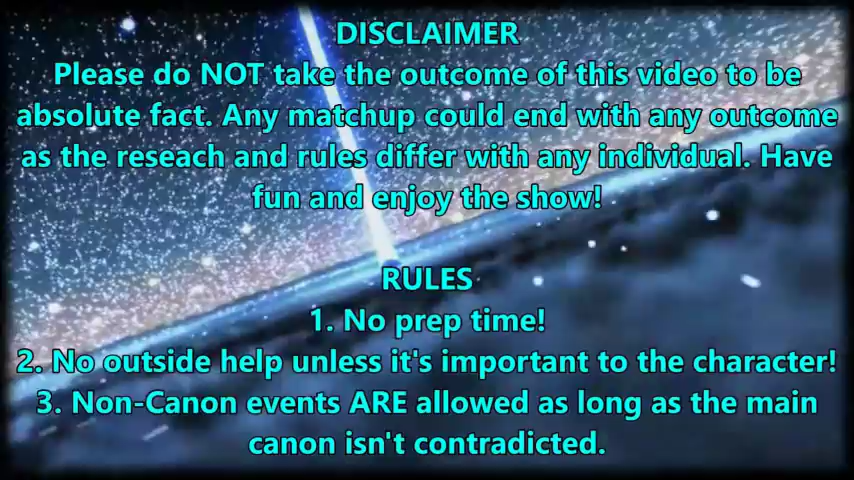 DISCLAIMER
Please do NOT take the outcome of this video to be
absolute fact. Any matchup could end with any outcome
as the reseach and rules differ with any individual. Have
fun and enjoy the show!
RULES
1. No prep time!
2. No outside help unless it's important to the character!
3. Non-Canon events ARE allowed as long as the main
canon isn't contradicted.